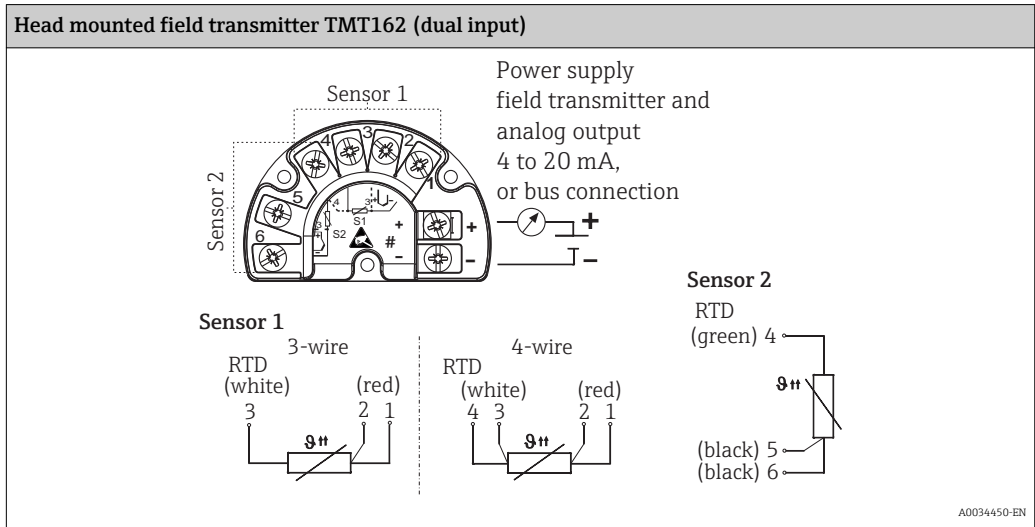 Head mounted field transmitter TMT162 (dual input)
Sensor 1
Sensor 2
Power supply
field transmitter and
analog output
4 to 20 mA,
or bus connection
4 3 2
5 1
6
4 3 + -
3 S1 +
+ S2 # -
-
+ +
- -
Sensor 1
3-wire
RTD
(white) (red)
3 2 1
4-wire
RTD
(white) (red)
4 3 2 1
ϑ
ϑ
Sensor 2
RTD
(green) 4
ϑ
(black) 5
(black) 6
A0034450-EN